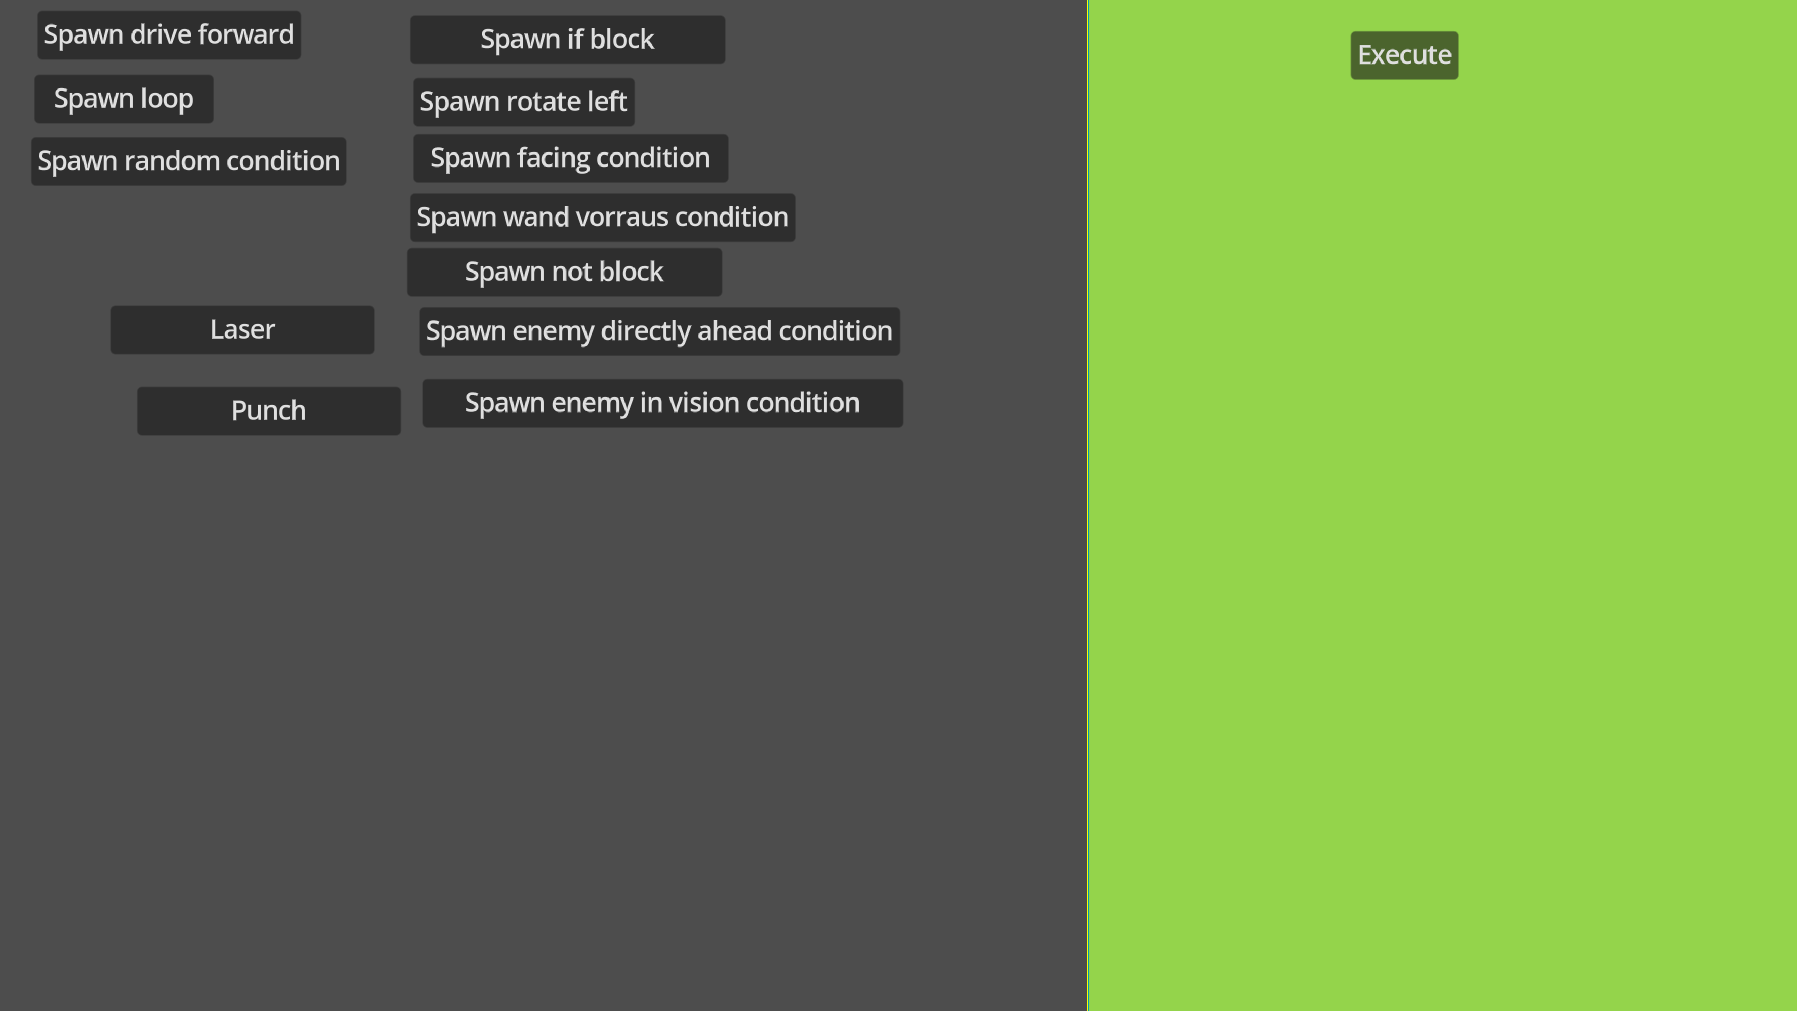 Spawn drive forward
Spawn if block
Execute
Spawn loop
Spawn rotate left
Spawn random condition
Spawn facing condition
Spawn wand vorraus condition
Spawn not block
Laser
Spawn enemy directly ahead condition
Punch
Spawn enemy in vision condition